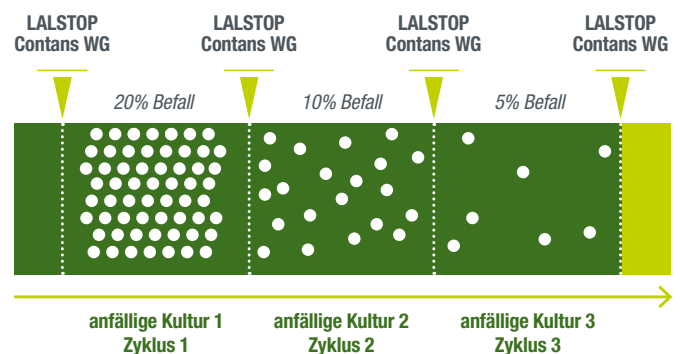 LALSTOP
Contans WG
LALSTOP
Contans WG
LALSTOP
Contans WG
LALSTOP
Contans WG
20% Befall
10% Befall
5% Befall
anfällige Kultur 1
Zyklus 1
anfällige Kultur 2
Zyklus 2
anfällige Kultur 3
Zyklus 3